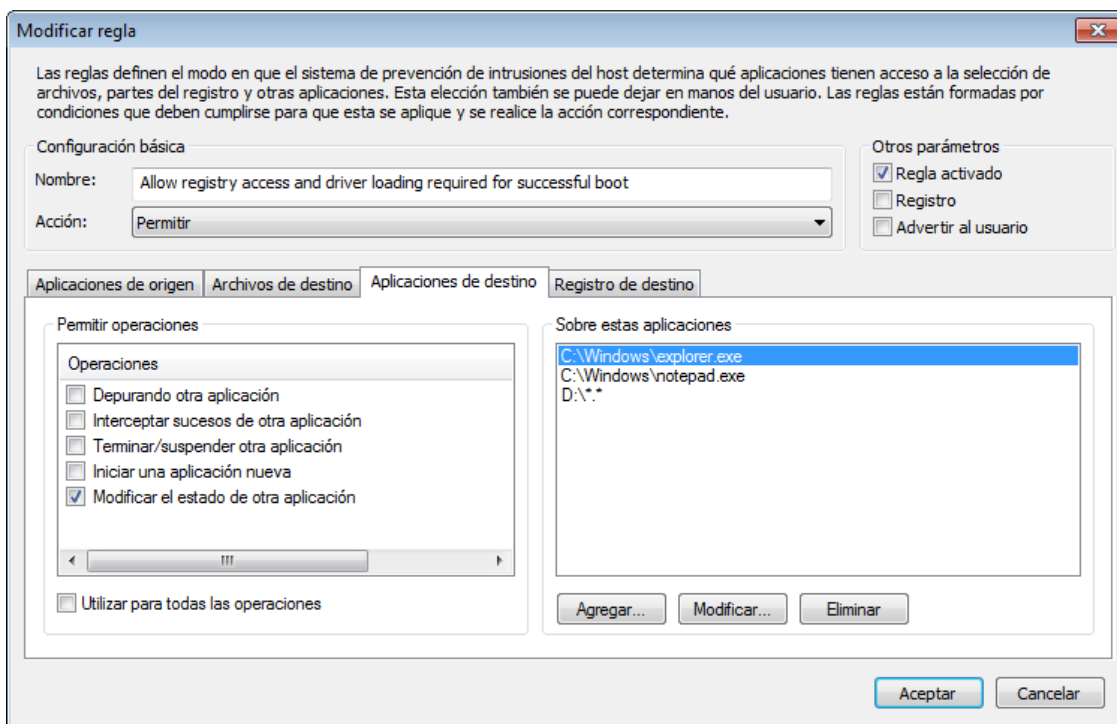 Modificar regla
Las reglas definen el modo en que el sistema de prevención de intrusiones del host determina qué aplicaciones tienen acceso a la selección de
archivos, partes del registro y otras aplicaciones. Esta elección también se puede dejar en manos del usuario. Las reglas están formadas por
condiciones que deben cumplirse para que esta se aplique y se realice la acción correspondiente.
Configuración básica
Nombre: Allow registry access and driver loading required for successful boot
Acción: Permitir
Otros parámetros
Regla activado
Registro
Advertir al usuario
Aplicaciones de origen Archivos de destino Aplicaciones de destino Registro de destino
Permitir operaciones
Operaciones
Depurando otra aplicación
Interceptar sucesos de otra aplicación
Terminar/suspender otra aplicación
Iniciar una aplicación nueva
Modificar el estado de otra aplicación
Utilizar para todas las operaciones
Sobre estas aplicaciones
C:\Windows\explorer.exe
C:\Windows\notepad.exe
D:\*.*
Agregar... Modificar... Eliminar
Aceptar Cancelar